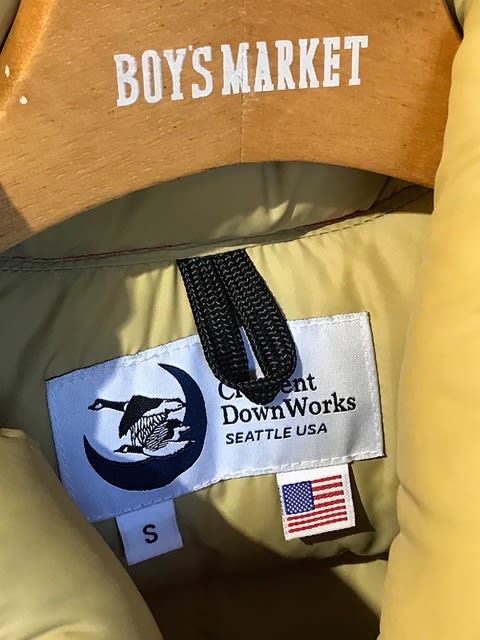 BOY'S MARKET
DownWorks
SEATTLE USA
S